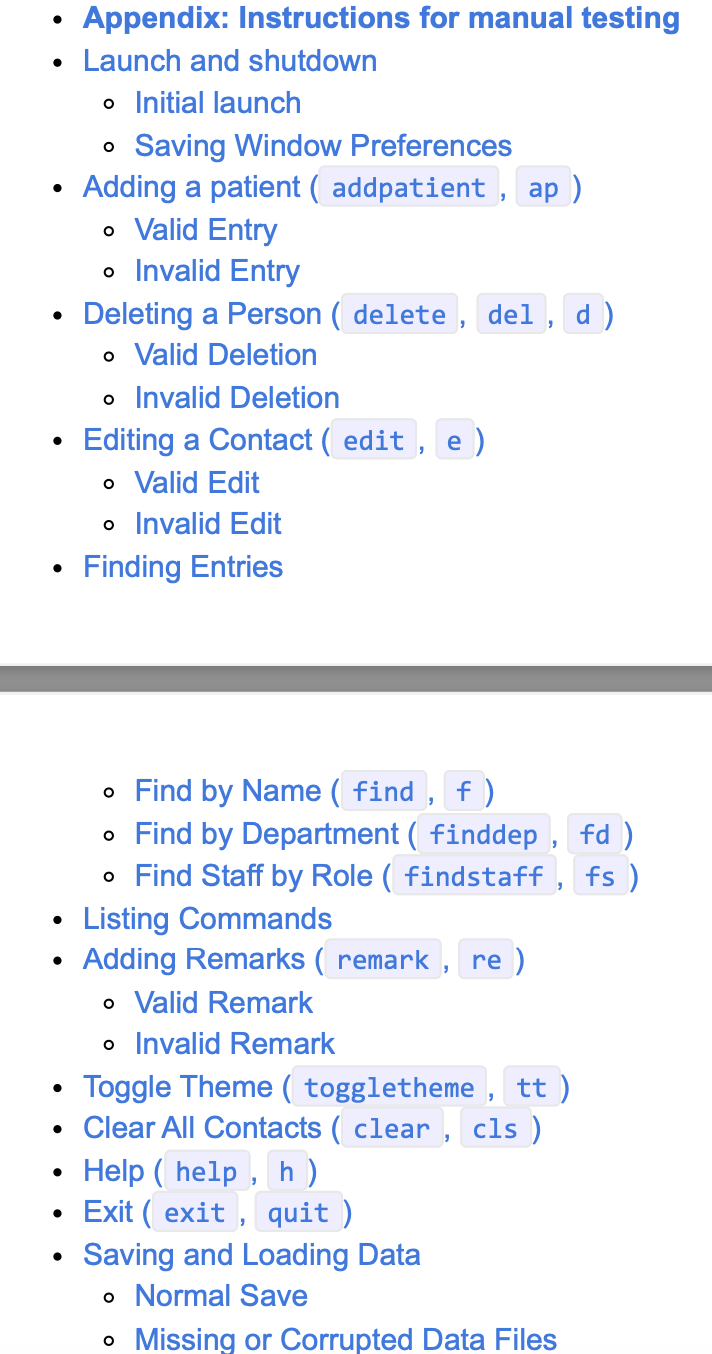 Appendix: Instructions for manual testing
Launch and shutdown
Initial launch
Saving Window Preferences
Adding a patient ( addpatient , ap )
Valid Entry
Invalid Entry
Deleting a Person ( delete , del , d )
Valid Deletion
Invalid Deletion
Editing a Contact ( edit , e )
Valid Edit
Invalid Edit
Finding Entries
Find by Name ( find , f )
Find by Department ( finddep , fd )
Find Staff by Role ( findstaff , fs )
Listing Commands
Adding Remarks ( remark , re )
Valid Remark
Invalid Remark
Toggle Theme ( toggletheme , tt )
Clear All Contacts ( clear , cls )
Help ( help , h )
Exit ( exit , quit )
Saving and Loading Data
Normal Save
Missing or Corrupted Data Files